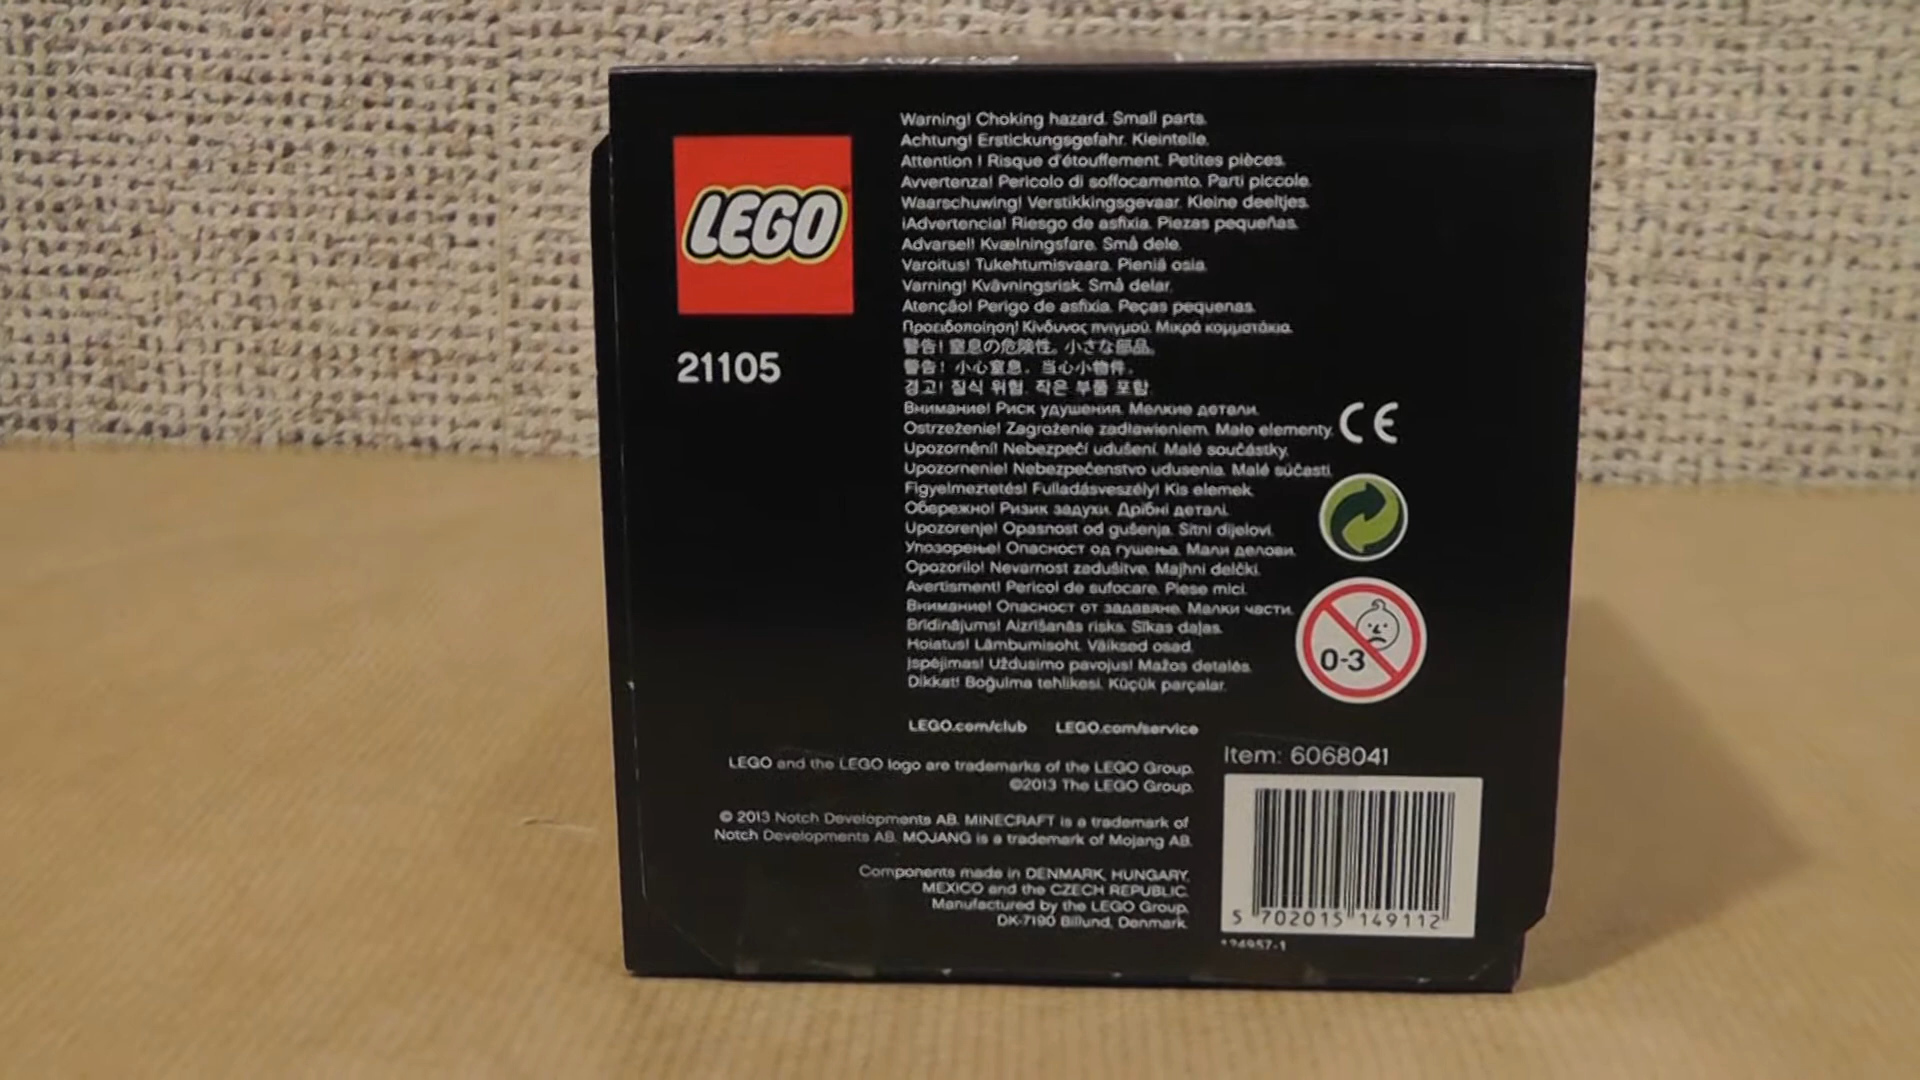 LEGO
21105
Warning! Choking hazard. Small parts.
Achtung! Erstickungsgefahr. Kleinteile.
Attention ! Risque d'étouffement. Petites pièces.
Avvertenza! Pericolo di soffocamento. Parti piccole.
Waarschuwing! Verstikkingsgevaar. Kleine deeltjes.
¡Advertencia! Riesgo de asfixia. Piezas pequeñas.
Advarsel! Kvælningsfare. Små dele.
Varoitus! Tukehtumisvaara. Pieniä osia.
Varning! Kvävningsrisk. Små delar.
Atenção! Perigo de asfixia. Peças pequenas.
Προειδοποίηση! Κίνδυνος πνιγμού. Μικρά κομματάκια.
警告! 窒息の危険性。小さな部品。
警告! 小心窒息。当心小物件。
경고! 질식 위험. 작은 부품 포함.
Внимание! Риск удушения. Мелкие детали.
Ostrzeżenie! Zagrożenie zadławieniem. Małe elementy.
Upozornění! Nebezpečí udušení. Malé součástky.
Upozornenie! Nebezpečenstvo udusenia. Malé súčasti.
Figyelmeztetés! Fulladásveszély! Kis elemek.
Обережно! Ризик задухи. Дрібні деталі.
Upozorenje! Opasnost od gušenja. Sitni dijelovi.
Упозорење! Опасност од гушења. Мали делови.
Opozorilo! Nevarnost zadušitve. Majhni delčki.
Avertisment! Pericol de sufocare. Piese mici.
Внимание! Опасност от задавяне. Малки части.
Brīdinājums! Aizrīšanās risks. Sīkas daļas.
Hoiatus! Lämbumisoht. Väiksed osad.
Įspėjimas! Uždusimo pavojus! Mažos detalės.
Dikkat! Boğulma tehlikesi. Küçük parçalar.
CE
0-3
LEGO.com/club LEGO.com/service
LEGO and the LEGO logo are trademarks of the LEGO Group.
©2013 The LEGO Group.
© 2013 Notch Developments AB. MINECRAFT is a trademark of
Notch Developments AB. MOJANG is a trademark of Mojang AB.
Components made in DENMARK, HUNGARY,
MEXICO and the CZECH REPUBLIC.
Manufactured by the LEGO Group.
DK-7190 Billund, Denmark.
Item: 6068041
5 702015 149112